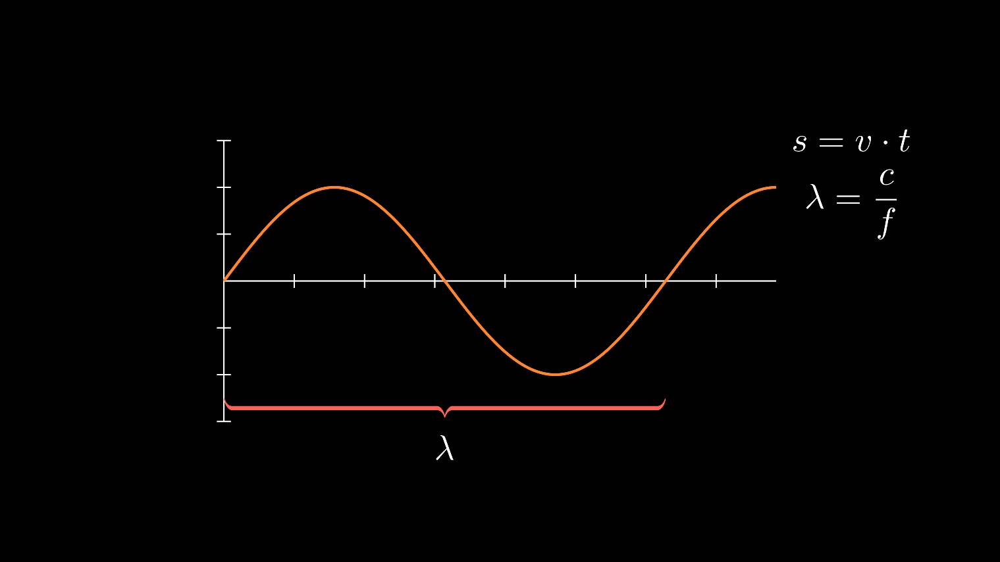 s = v · t
λ = c/f
λ